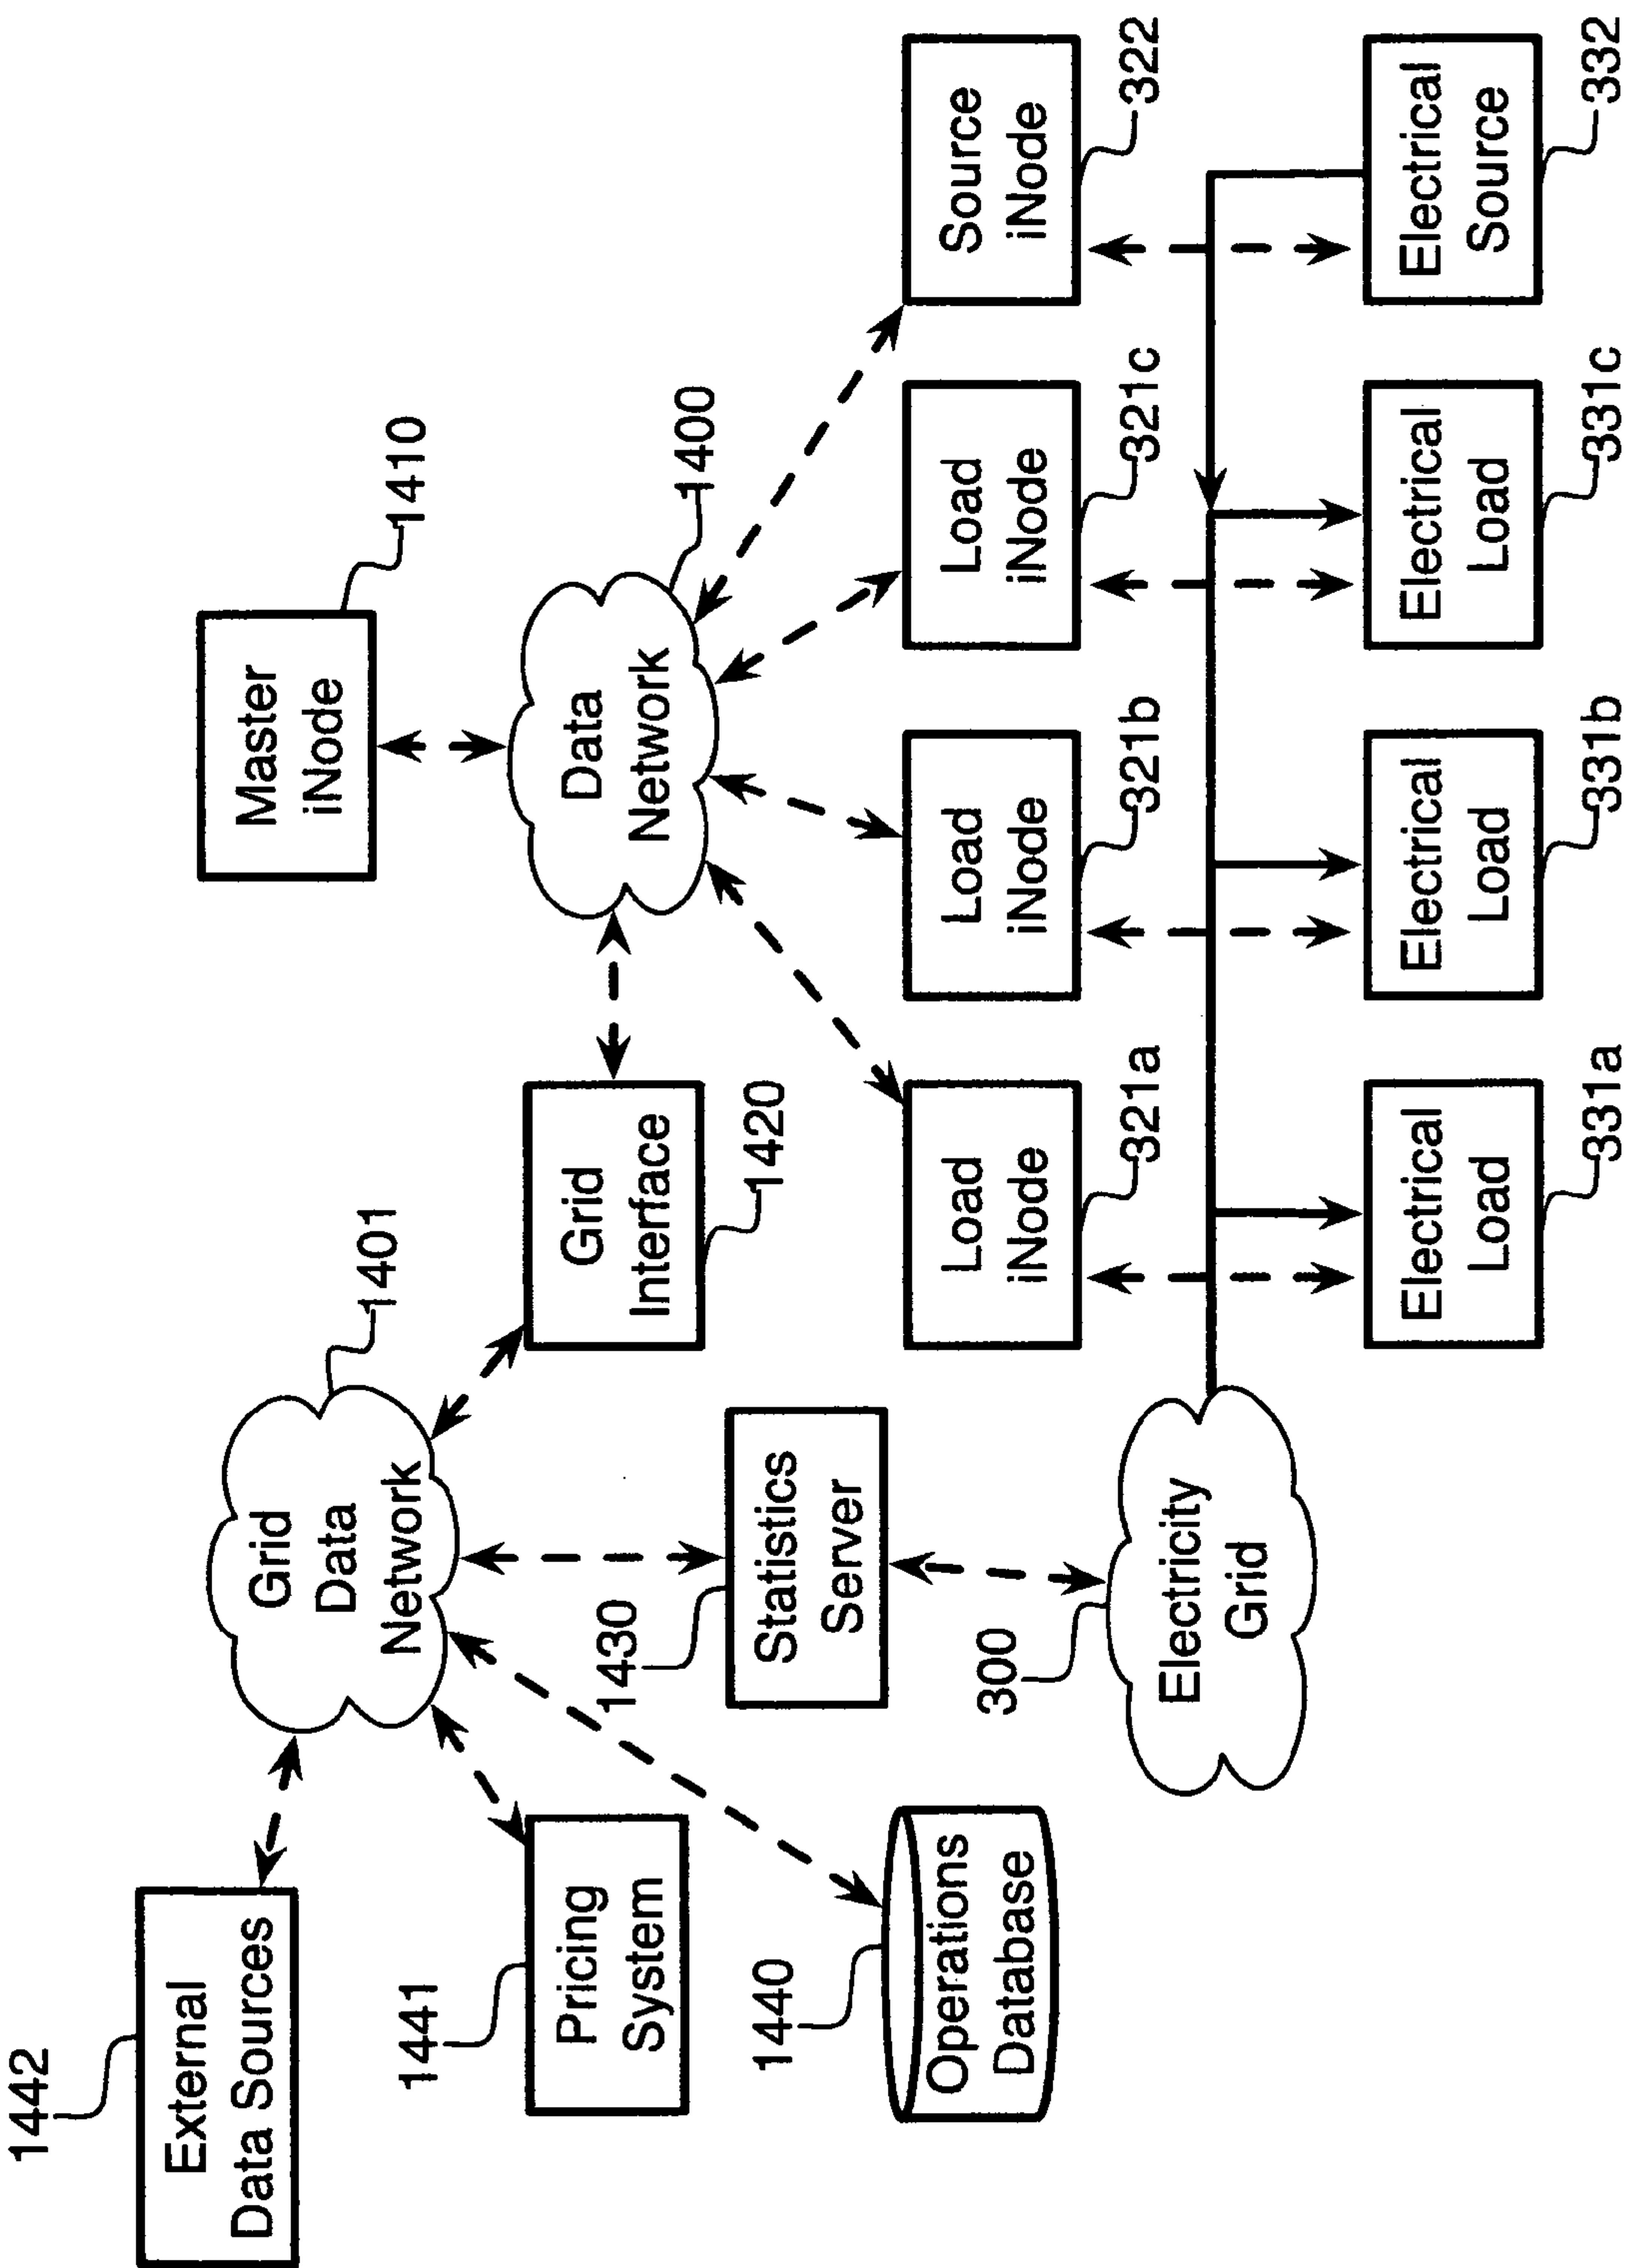 1442
External
Data Sources
1441
Pricing
System
1440
Operations
Database
1401
Grid
Data
Network
1430
Statistics
Server
300
Electricity
Grid
1420
Grid
Interface
1410
Master
iNode
1400
Data
Network
Load
iNode
321a
Load
iNode
321b
Load
iNode
321c
Source
iNode
322
Electrical
Load
331a
Electrical
Load
331b
Electrical
Load
331c
Electrical
Source
332